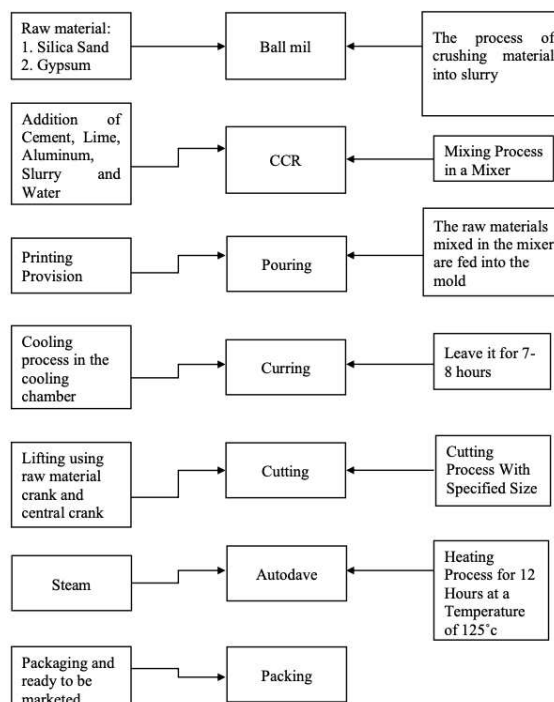 Raw material:
1. Silica Sand
2. Gypsum
Ball mil
The process of
crushing material
into slurry
Addition of
Cement, Lime,
Aluminum,
Slurry and
Water
CCR
Mixing Process
in a Mixer
Printing
Provision
Pouring
The raw materials
mixed in the mixer
are fed into the
mold
Cooling
process in the
cooling
chamber
Curring
Leave it for 7-
8 hours
Lifting using
raw material
crank and
central crank
Cutting
Cutting
Process With
Specified Size
Steam
Autodave
Heating
Process for 12
Hours at a
Temperature
of 125˚c
Packaging and
ready to be
marketed
Packing